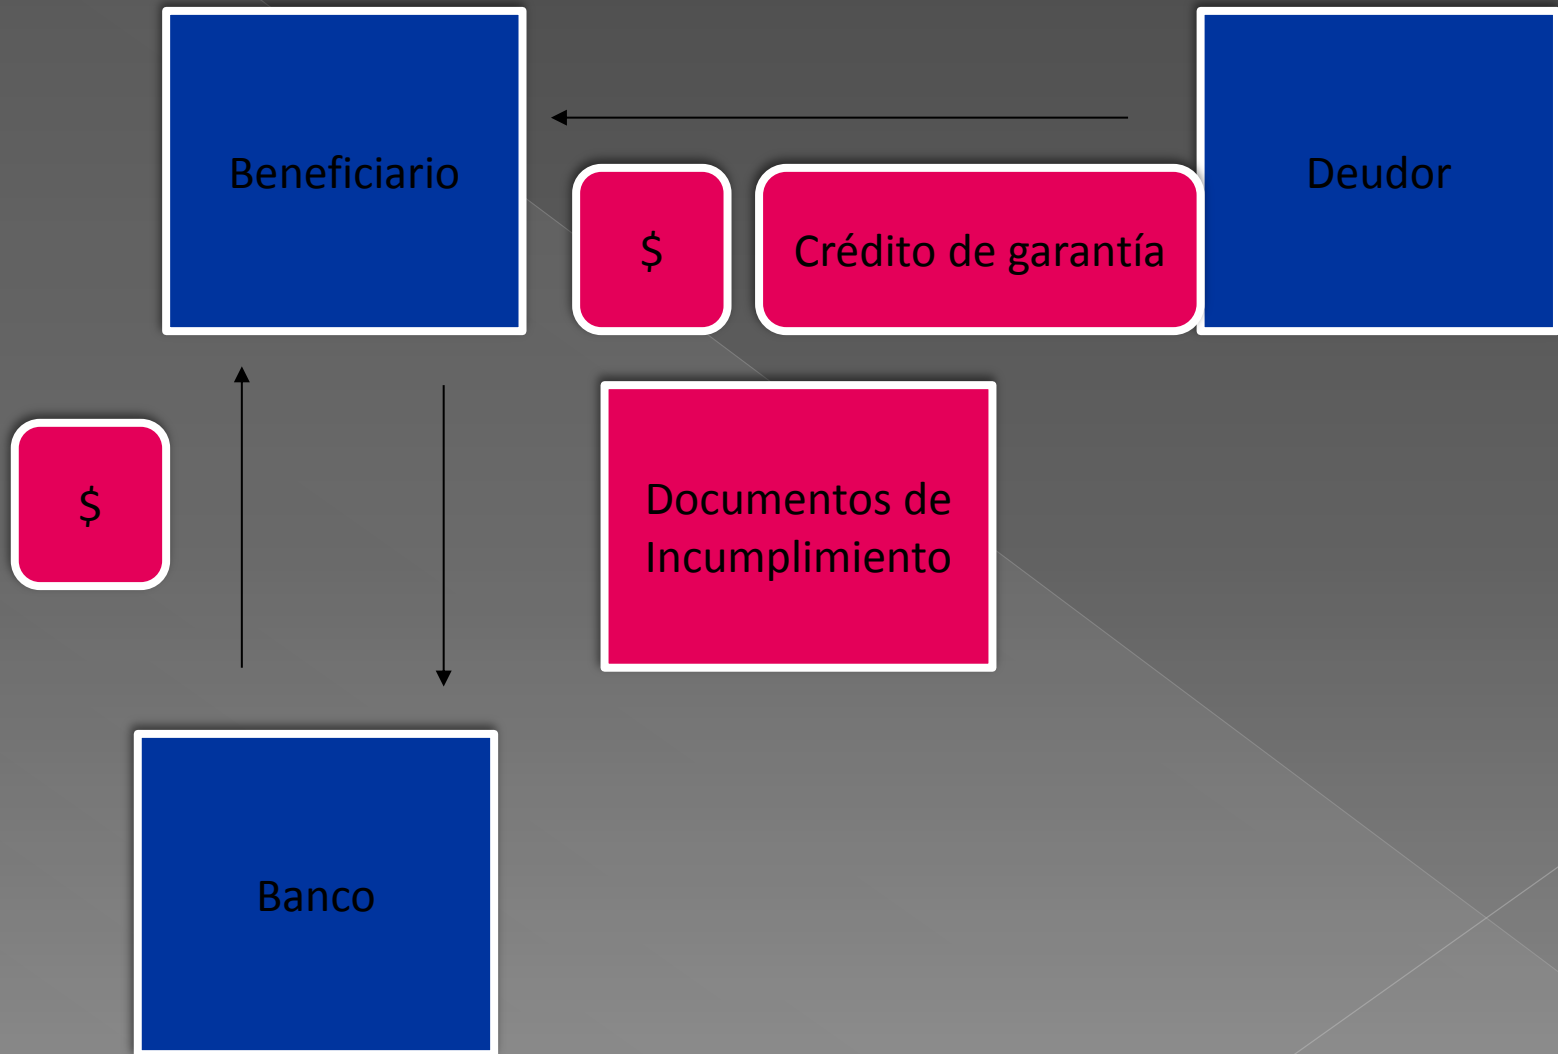 Beneficiario
Deudor
$
Crédito de garantía
$
Documentos de
Incumplimiento
Banco